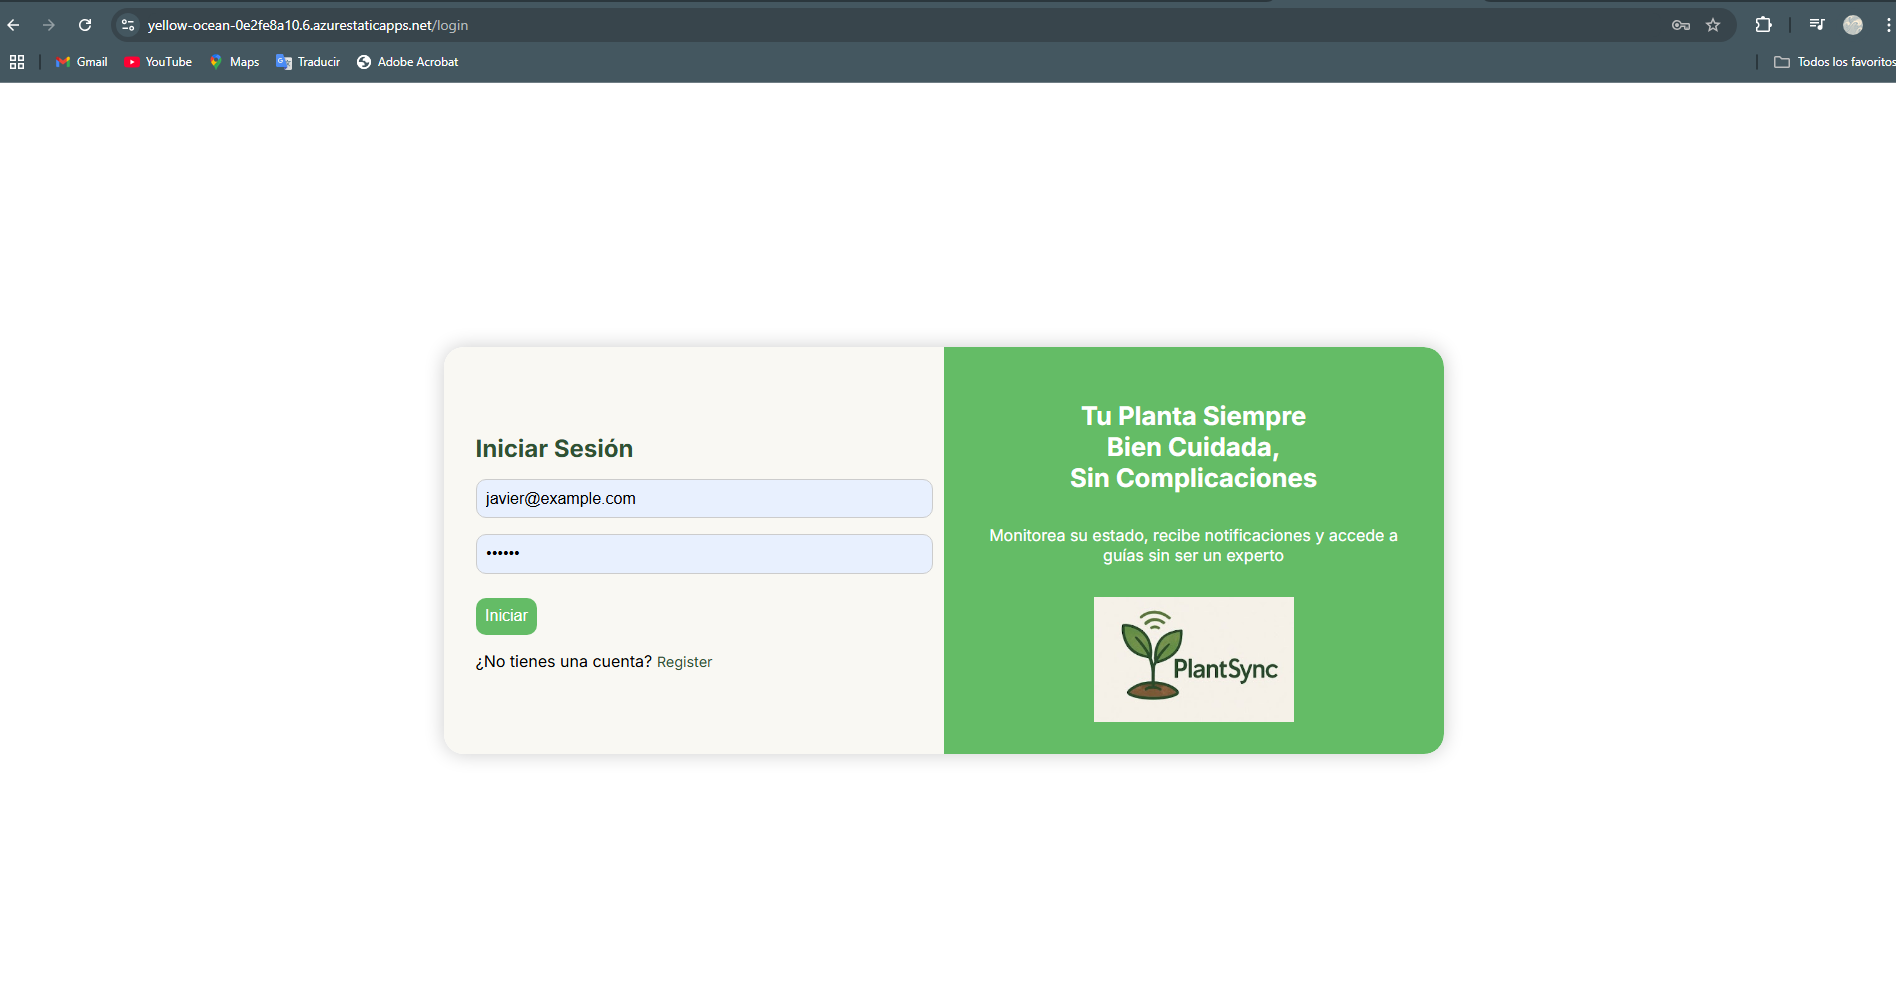 yellow-ocean-0e2fe8a10.6.azurestaticapps.net/login
Gmail
YouTube
Maps
Traducir
Adobe Acrobat
Todos los favoritos
Iniciar Sesión
javier@example.com
••••••
Iniciar
¿No tienes una cuenta? Register
Tu Planta Siempre
Bien Cuidada,
Sin Complicaciones
Monitorea su estado, recibe notificaciones y accede a
guías sin ser un experto
PlantSync